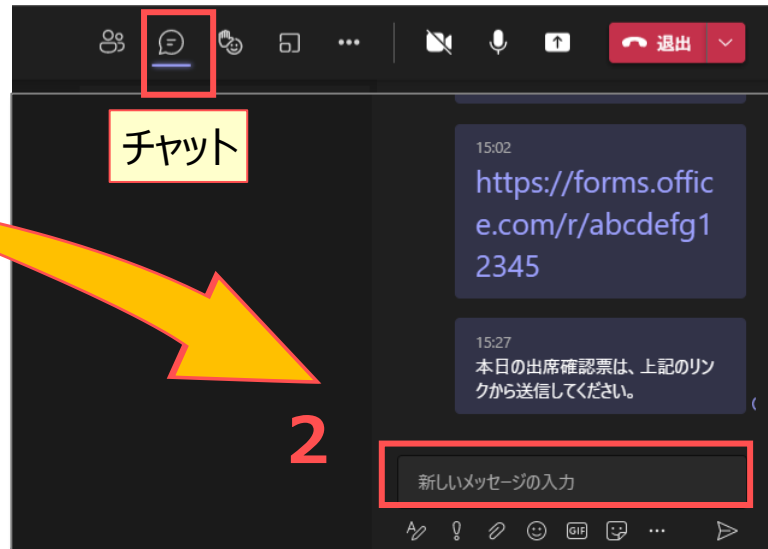 退出
チャット
15:02
https://forms.offic
e.com/r/abcdefg1
2345
15:27
本日の出席確認票は、上記のリン
クから送信してください。
2
新しいメッセージの入力
GIF